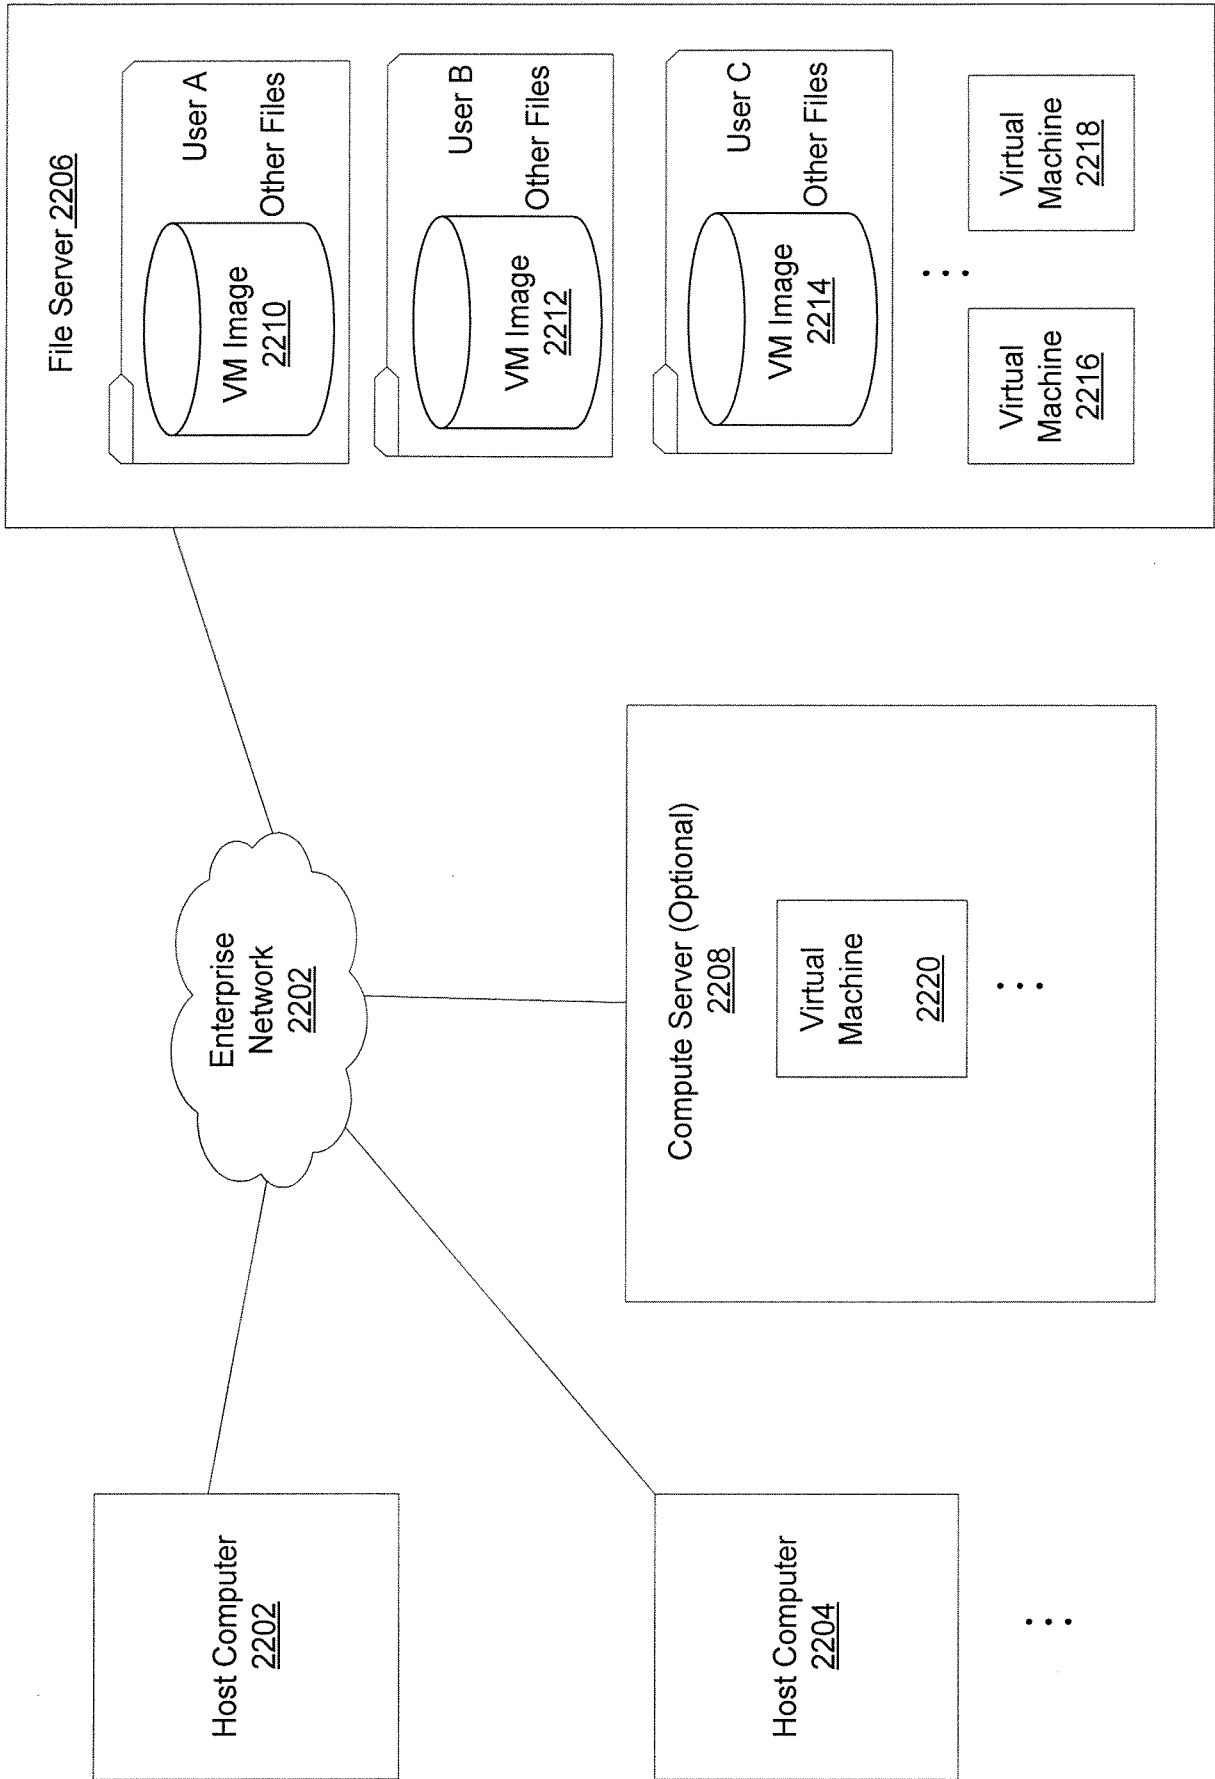 Host Computer
2202
Host Computer
2204
Enterprise
Network
2202
Compute Server (Optional)
2208
Virtual
Machine
2220
File Server 2206
User A
Other Files
VM Image
2210
User B
Other Files
VM Image
2212
User C
Other Files
VM Image
2214
Virtual
Machine
2216
Virtual
Machine
2218